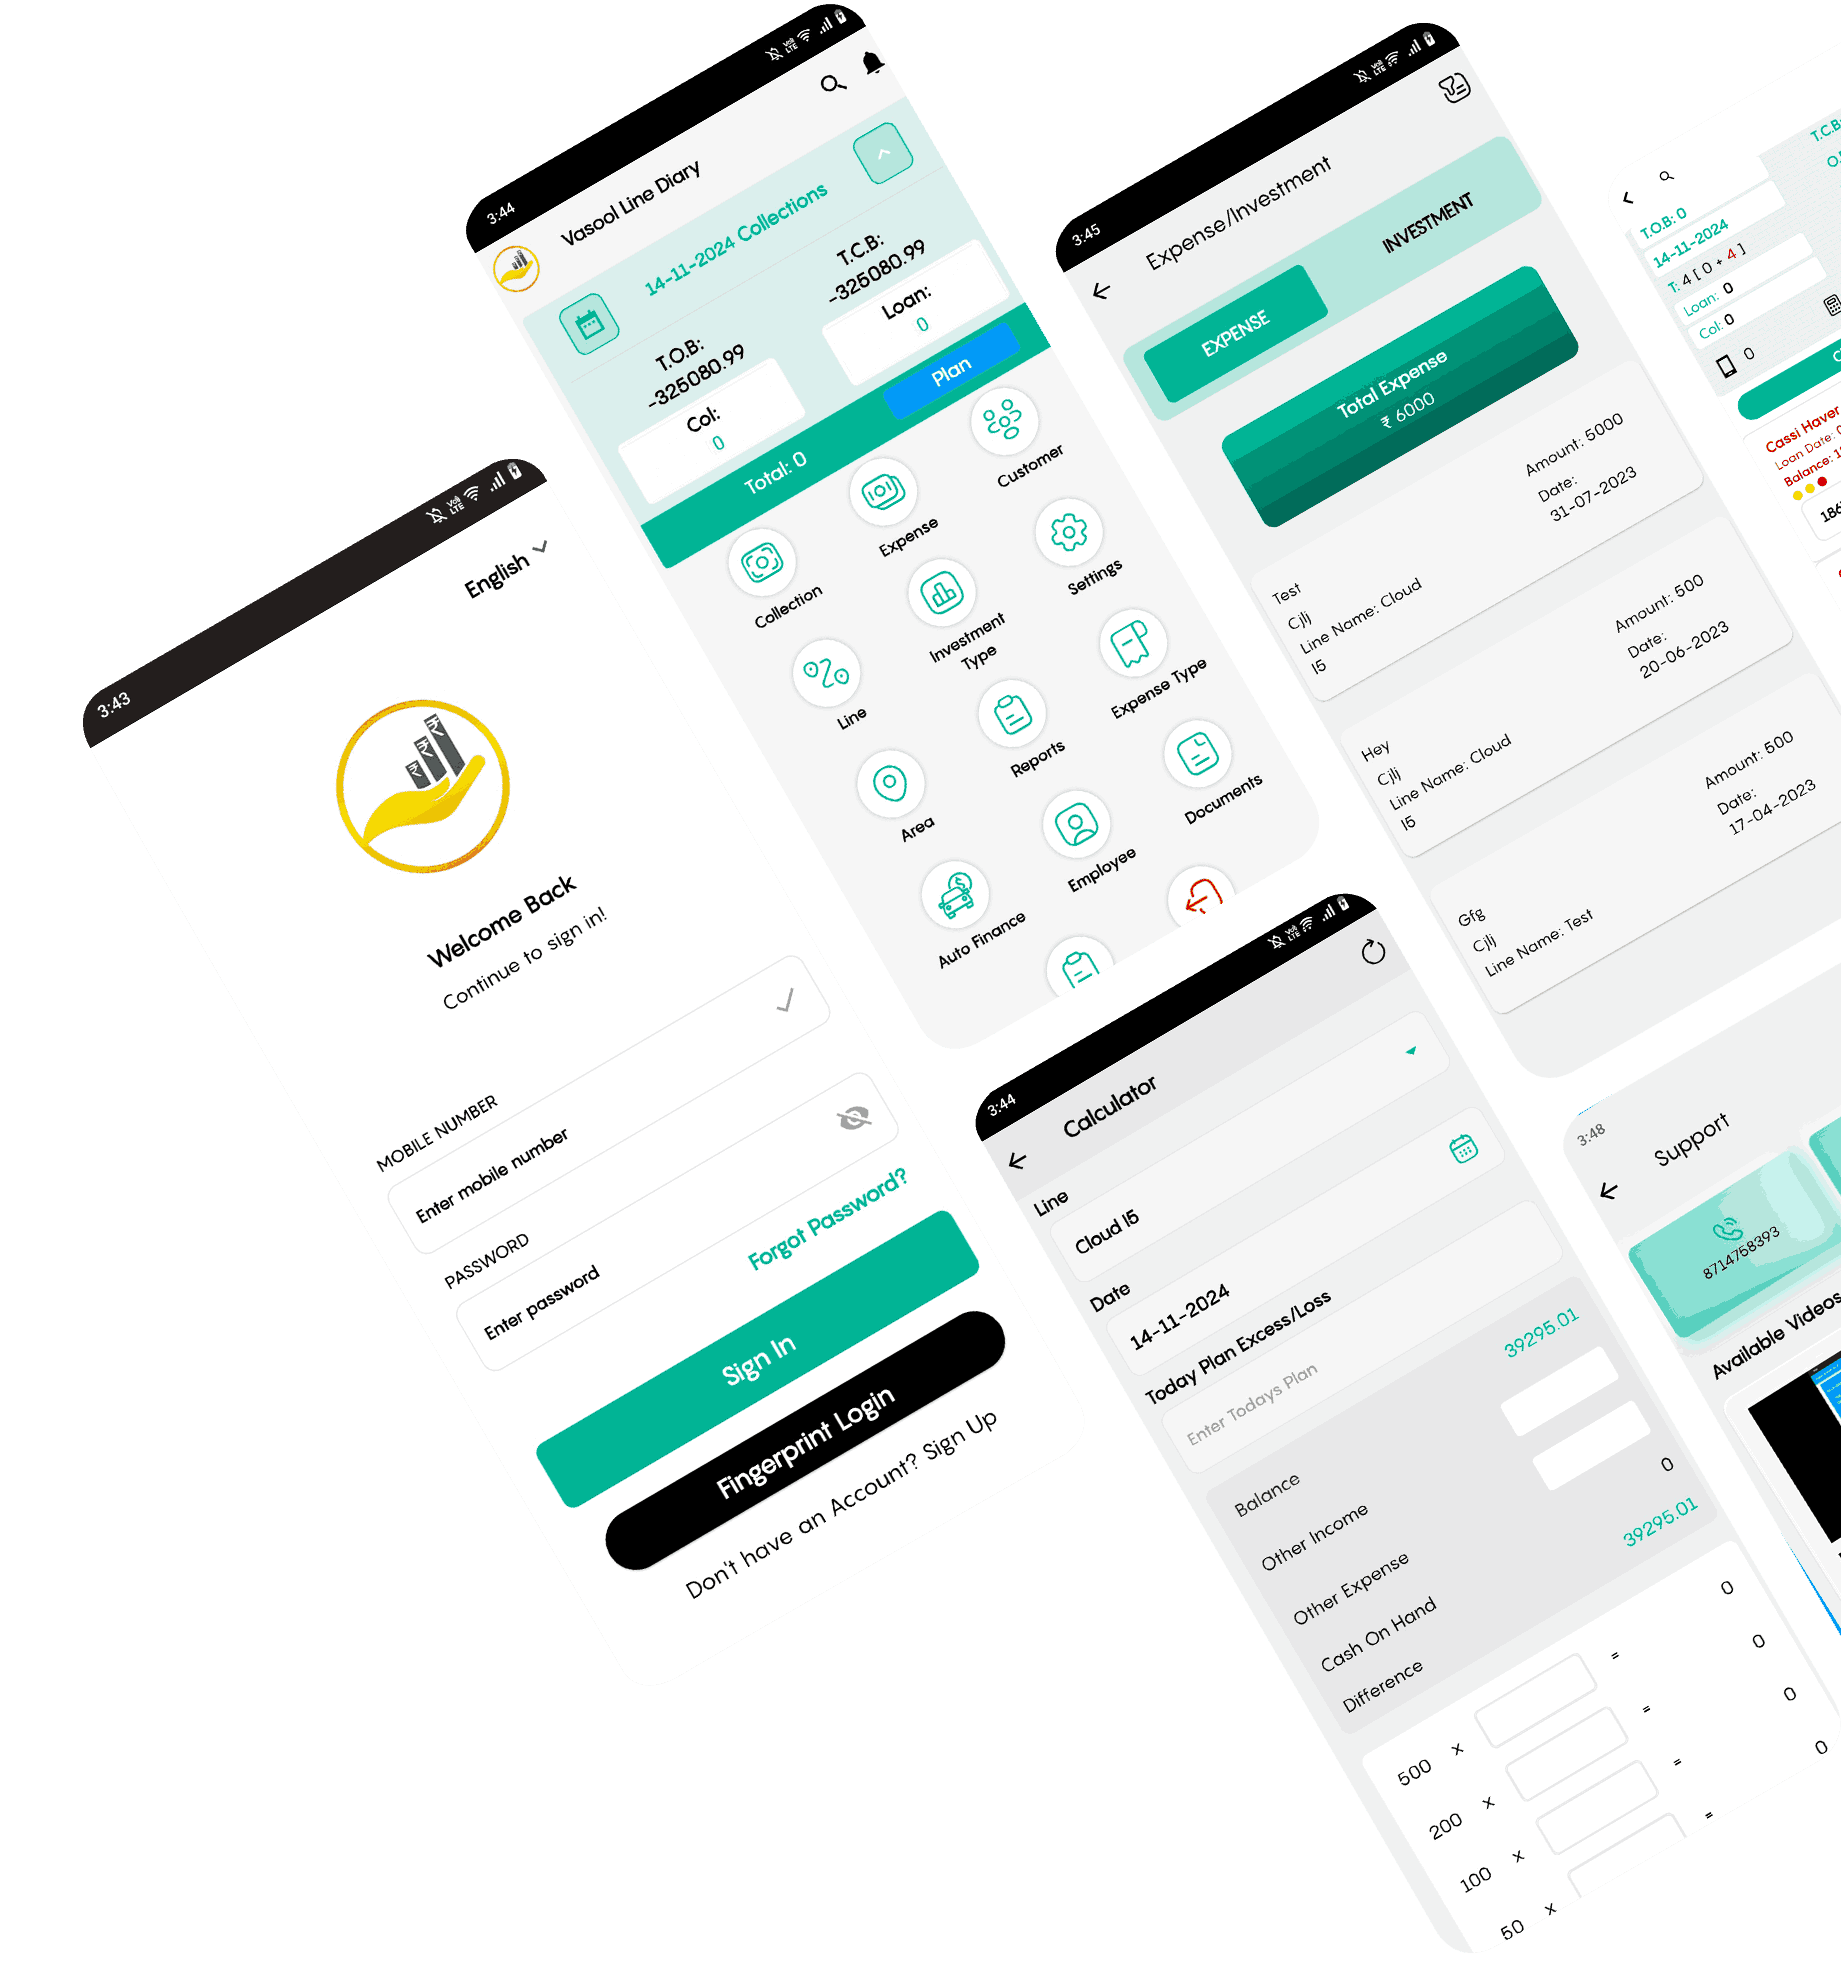 3:43
English
Welcome Back
Continue to sign in!
MOBILE NUMBER
Enter mobile number
PASSWORD
Enter password
Forgot Password?
Sign In
Fingerprint Login
Don't have an Account? Sign Up
3:44
Vasool Line Diary
14-11-2024 Collections
T.O.B:
-325080.99
T.C.B:
-325080.99
Col:
0
Loan:
0
Total: 0
Plan
Collection
Expense
Customer
Line
Investment
Type
Settings
Area
Reports
Expense Type
Auto Finance
Employee
Documents
3:45
Expense/Investment
EXPENSE
INVESTMENT
Total Expense
₹ 6000
Test
Cjlj
Line Name: Cloud
I5
Amount: 5000
Date:
31-07-2023
Hey
Cjlj
Line Name: Cloud
I5
Amount: 500
Date:
20-06-2023
Gfg
Cjlj
Line Name: Test
Amount: 500
Date:
17-04-2023
T.O.B: 0
T.C.B:
14-11-2024
T: 4 [ 0 + 4 ]
Loan: 0
Col: 0
0
Cassi Haver
Loan Date:
Balance:
3:44
Calculator
Line
Cloud I5
Date
14-11-2024
Today Plan Excess/Loss
Enter Todays Plan
Balance
39295.01
Other Income
Other Expense
Cash On Hand
0
Difference
39295.01
500 x = 0
200 x = 0
100 x = 0
50 x = 0
3:48
Support
8714758393
Available Videos